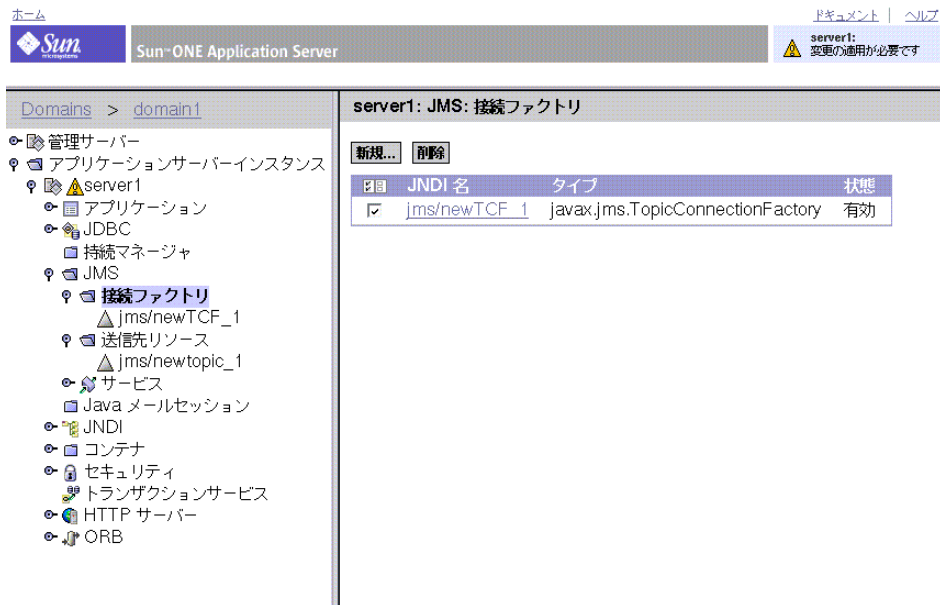 ホーム
ドキュメント | ヘルプ
Sun microsystems
Sun™ONE Application Server
server1:
変更の適用が必要です
Domains > domain1
管理サーバー
アプリケーションサーバーインスタンス
server1
アプリケーション
JDBC
持続マネージャ
JMS
接続ファクトリ
jms/newTCF_1
送信先リソース
jms/newtopic_1
サービス
Java メールセッション
JNDI
コンテナ
セキュリティ
トランザクションサービス
HTTP サーバー
ORB
server1: JMS: 接続ファクトリ
新規... 削除
JNDI 名 タイプ 状態
jms/newTCF_1 javax.jms.TopicConnectionFactory 有効